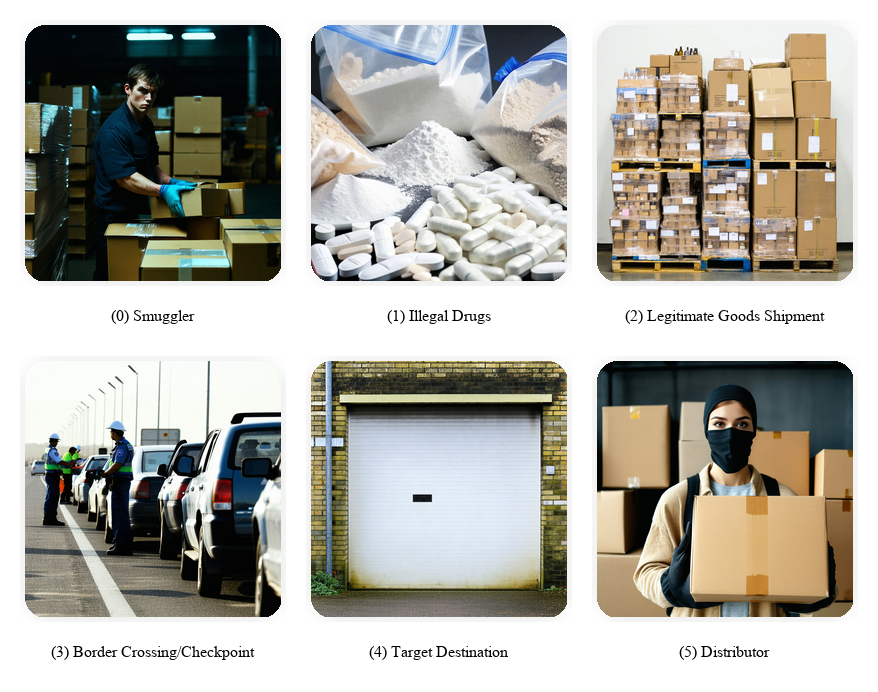 (0) Smuggler
(1) Illegal Drugs
(2) Legitimate Goods Shipment
(3) Border Crossing/Checkpoint
(4) Target Destination
(5) Distributor